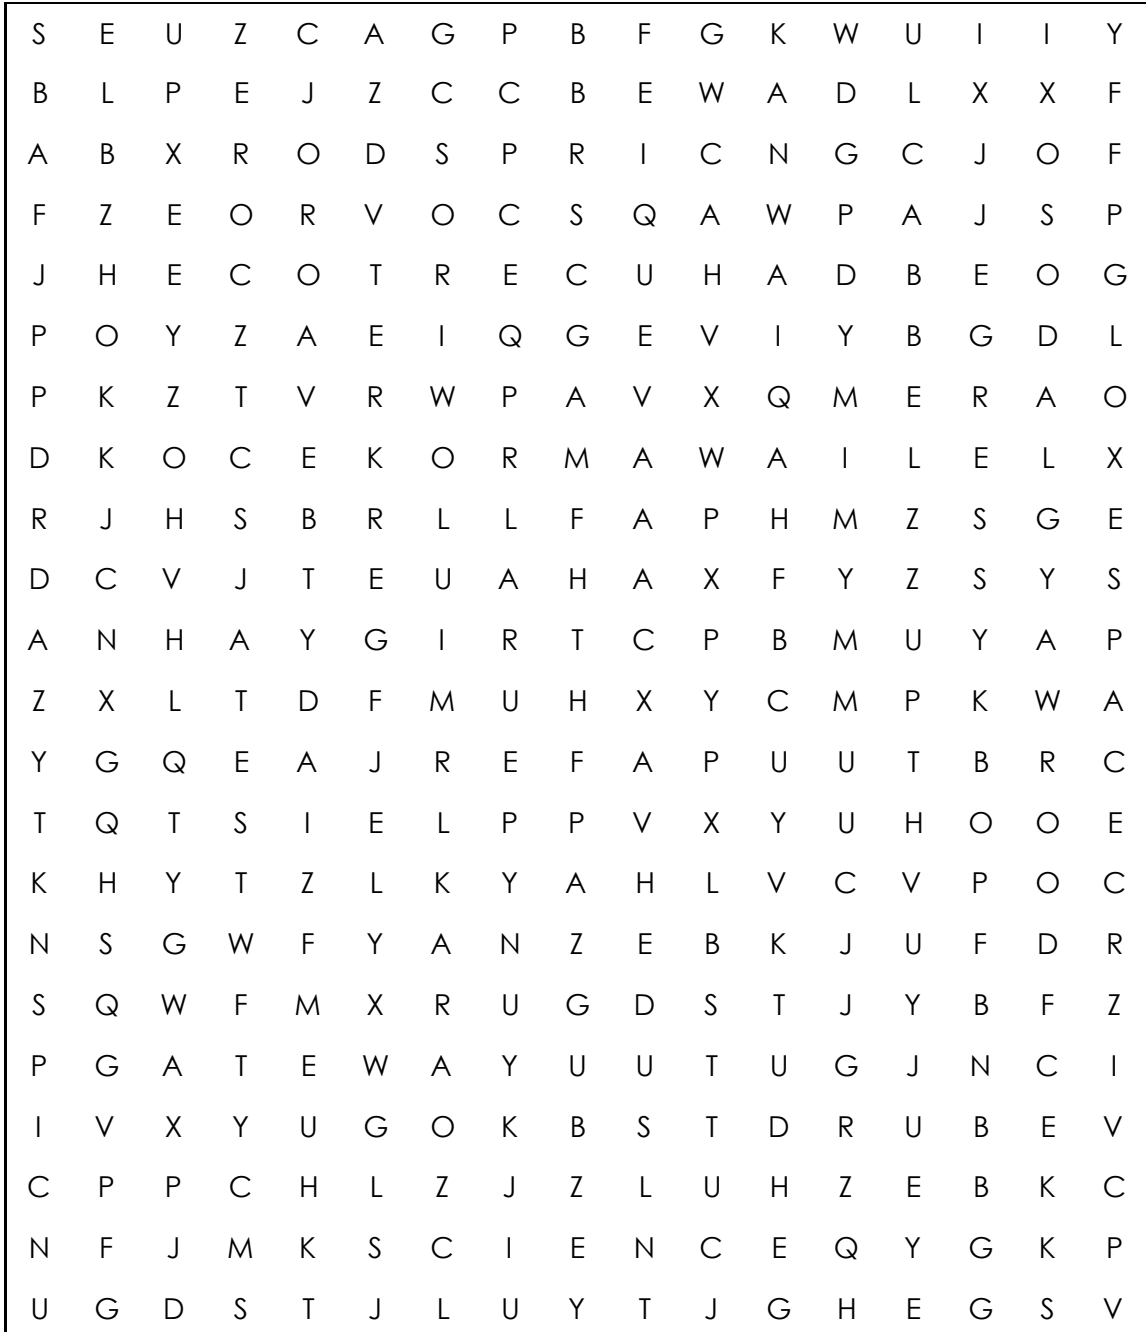 S E U Z C A G P B F G K W U I I Y
B L P E J Z C C B E W A D L X X F
A B X R O D S P R I C N G C J O F
F Z E O R V O C S Q A W P A J S P
J H E C O T R E C U H A D B E O G
P O Y Z A E I Q G E V I Y B G D L
P K Z T V R W P A V X Q M E R A O
D K O C E K O R M A W A I L E L X
R J H S B R L L F A P H M Z S G E
D C V J T E U A H A X F Y Z S Y S
A N H A Y G I R T C P B M U Y A P
Z X L T D F M U H X Y C M P K W A
Y G Q E A J R E F A P U U T B R C
T Q T S I E L P P V X Y U H O O E
K H Y T Z L K Y A H L V C V P O C
N S G W F Y A N Z E B K J U F D R
S Q W F M X R U G D S T J Y B F Z
P G A T E W A Y U U T U G J N C I
I V X Y U G O K B S T D R U B E V
C P P C H L Z J Z L U H Z E B K C
N F J M K S C I E N C E Q Y G K P
U G D S T J L U Y T J G H E G S V